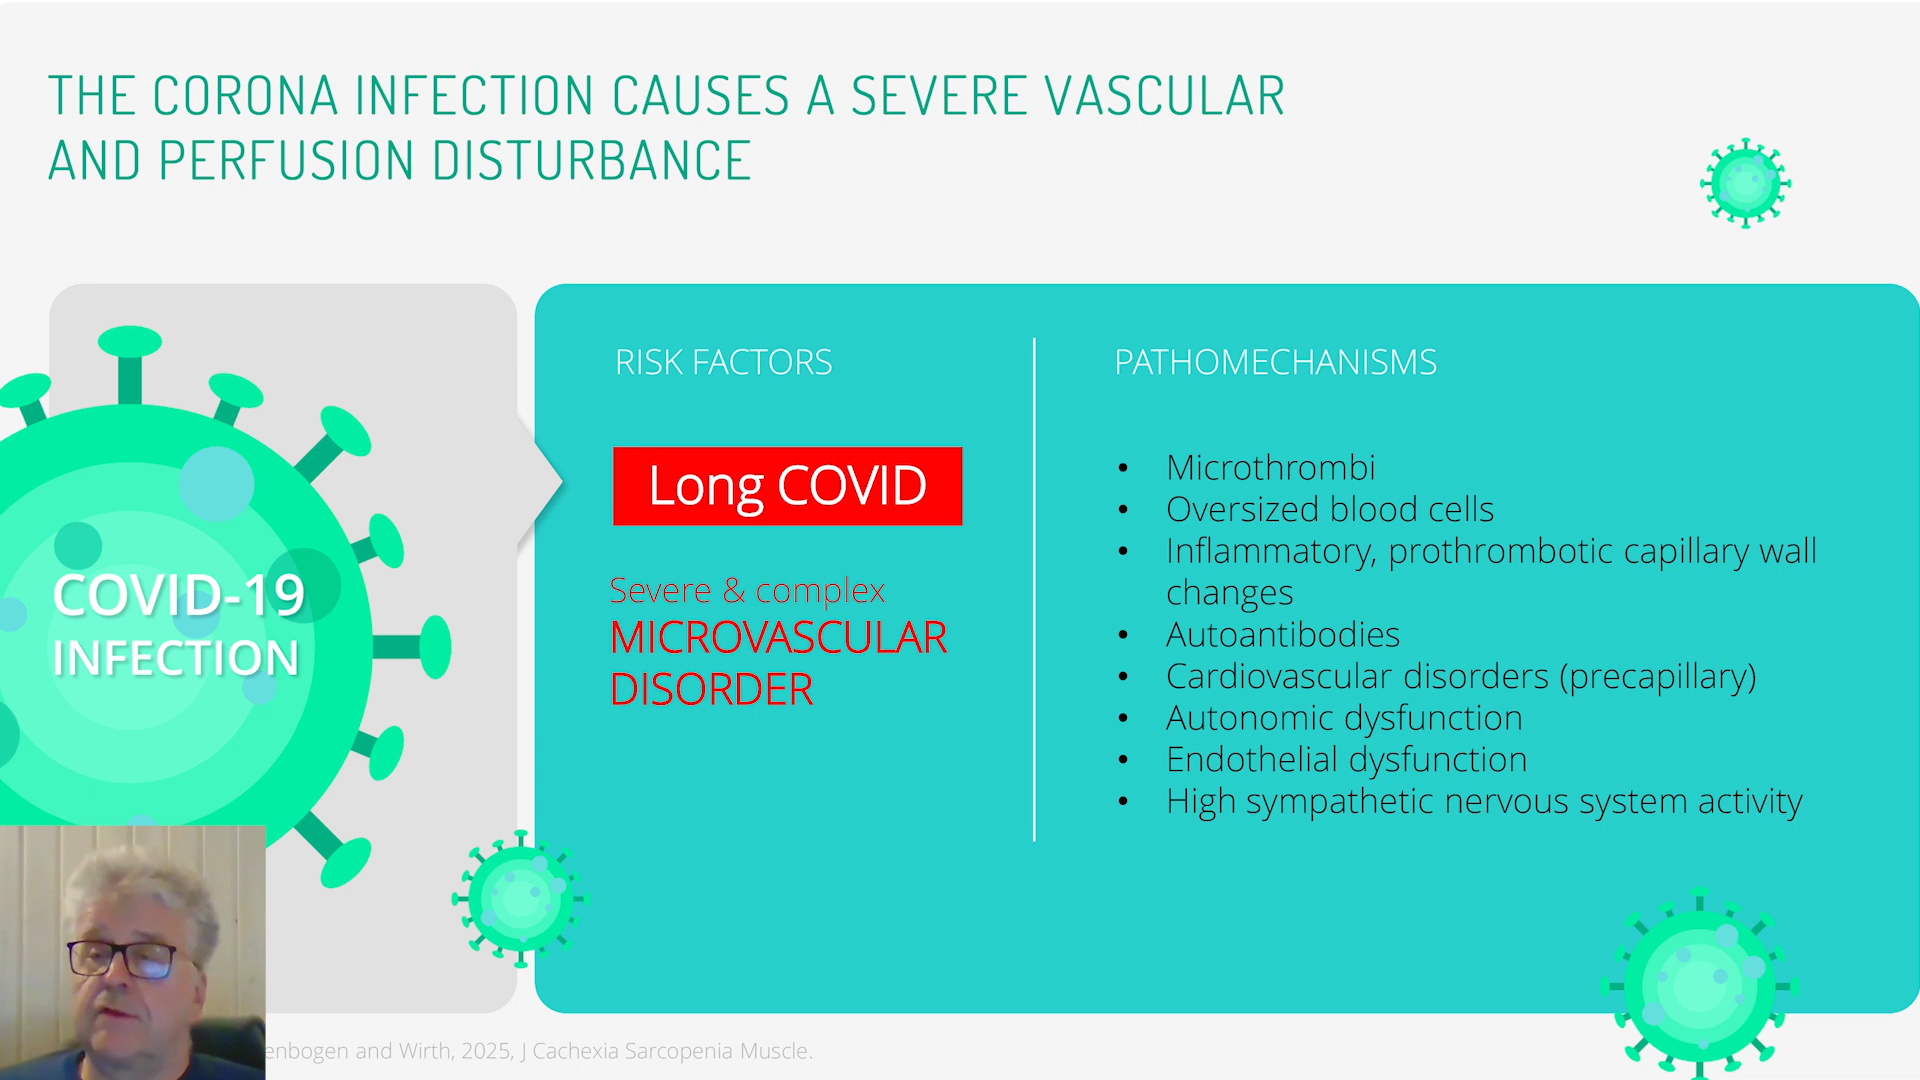 THE CORONA INFECTION CAUSES A SEVERE VASCULAR
AND PERFUSION DISTURBANCE
COVID-19
INFECTION
RISK FACTORS
Long COVID
Severe & complex
MICROVASCULAR
DISORDER
PATHOMECHANISMS
• Microthrombi
• Oversized blood cells
• Inflammatory, prothrombotic capillary wall
changes
• Autoantibodies
• Cardiovascular disorders (precapillary)
• Autonomic dysfunction
• Endothelial dysfunction
• High sympathetic nervous system activity
enbogen and Wirth, 2025, J Cachexia Sarcopenia Muscle.